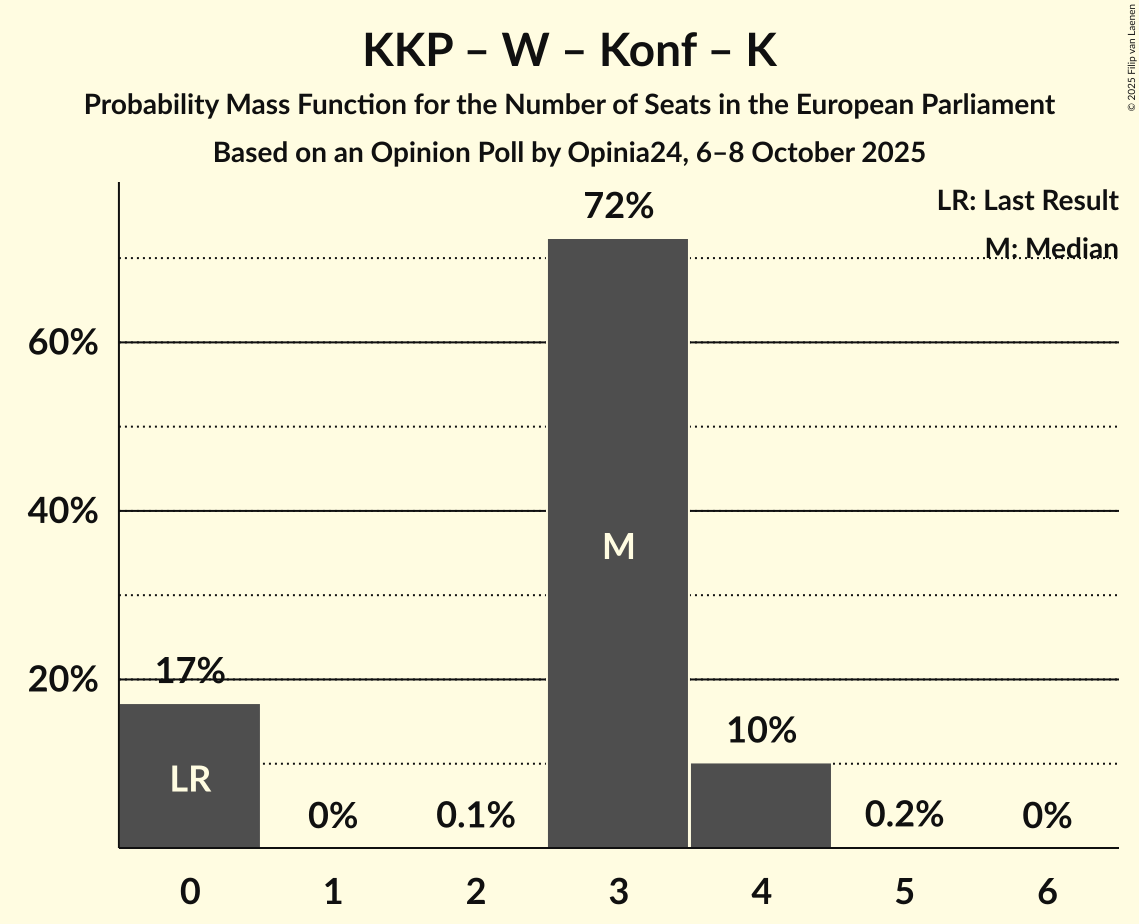 KKP – W – Konf – K
Probability Mass Function for the Number of Seats in the European Parliament
Based on an Opinion Poll by Opinia24, 6–8 October 2025
© 2025 Filip van Laenen
LR: Last Result
M: Median
72%
60%
40%
20%
17%
10%
0%
0.1%
0.2%
0%
LR
M
0 1 2 3 4 5 6